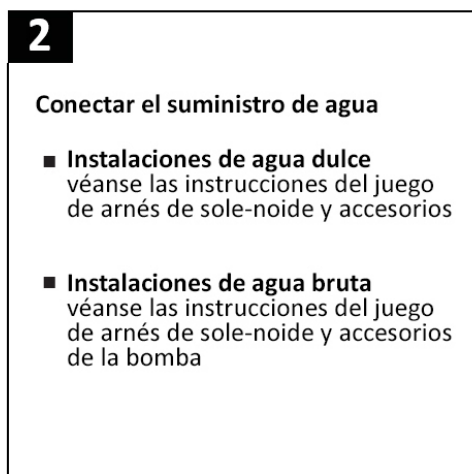 2
Conectar el suministro de agua
■ Instalaciones de agua dulce
véanse las instrucciones del juego
de arnés de sole-noide y accesorios
■ Instalaciones de agua bruta
véanse las instrucciones del juego
de arnés de sole-noide y accesorios
de la bomba